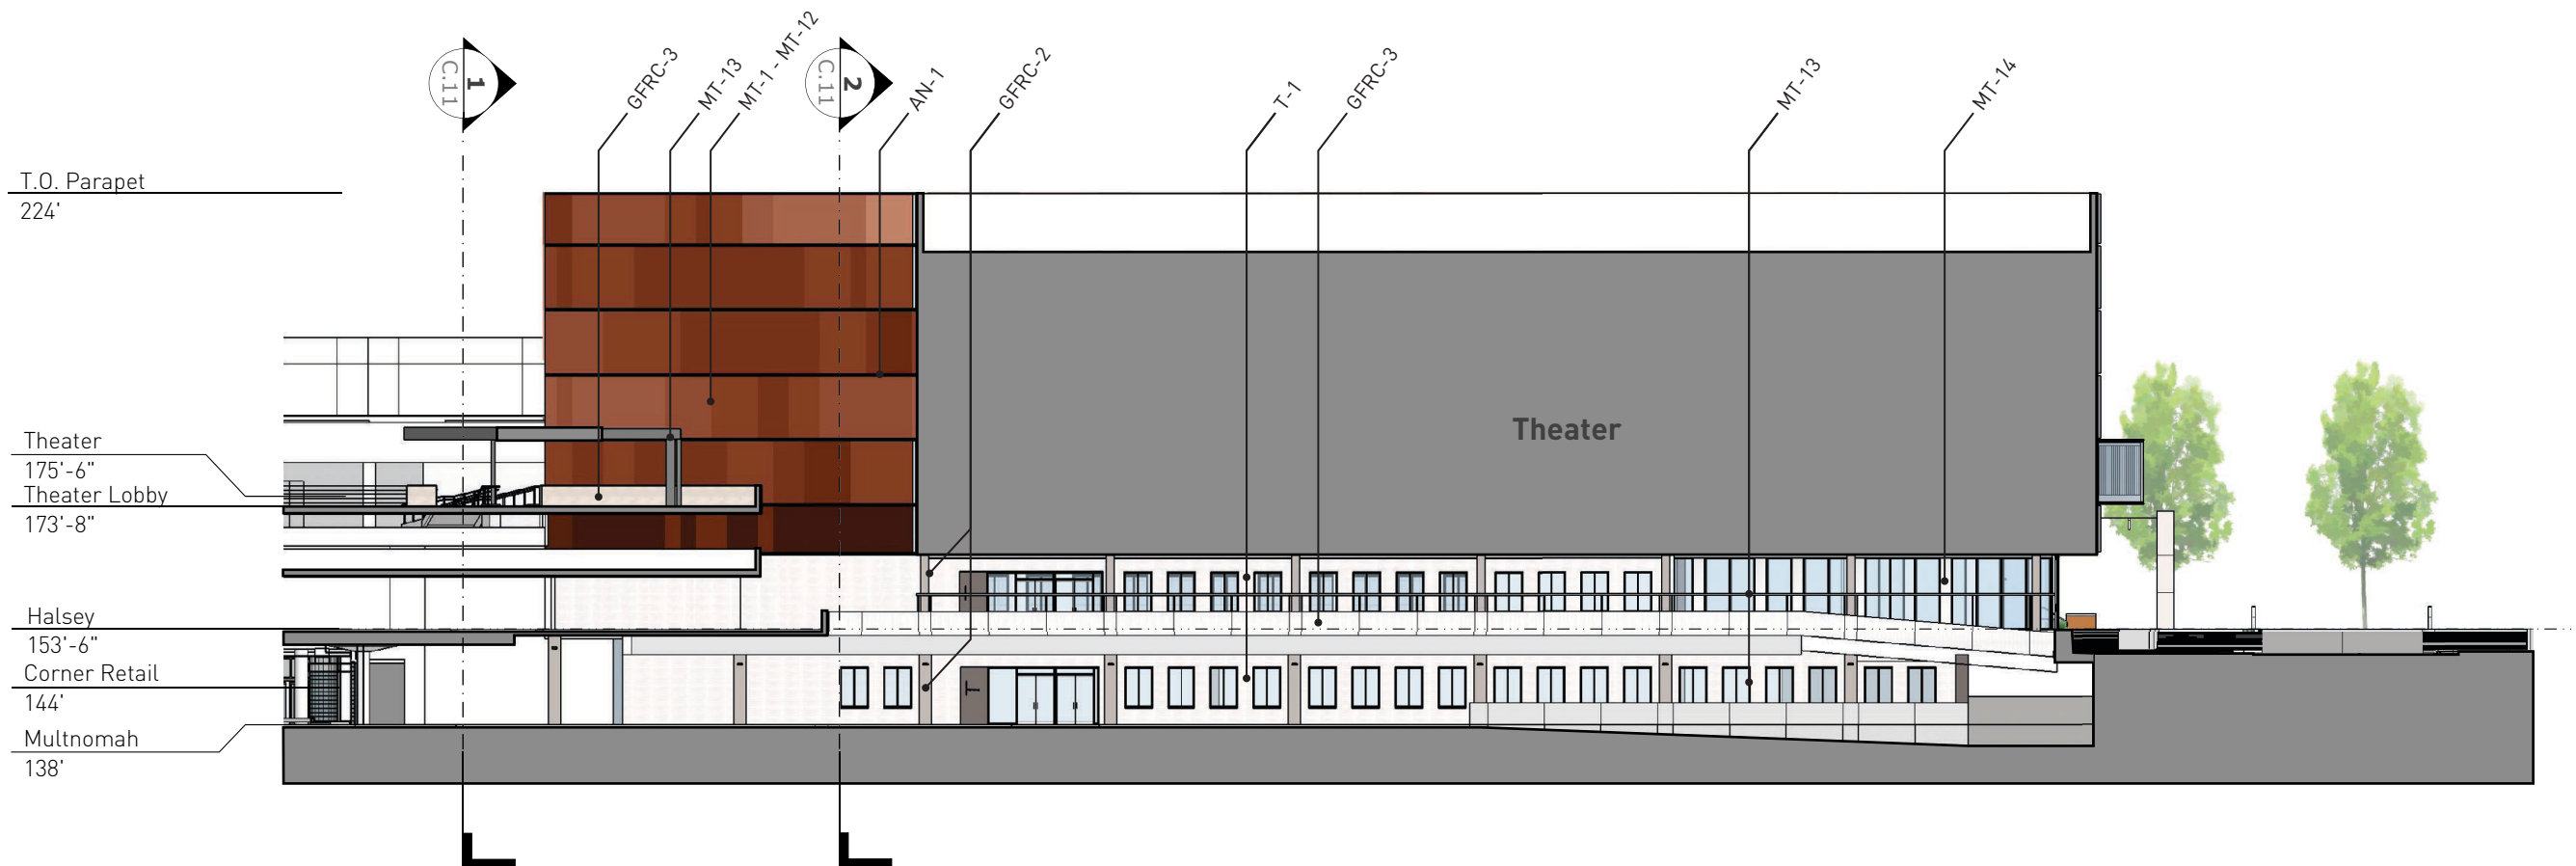 1
C.11
GFRC-3
MT-13
MT-1 - MT-12
2
C.11
AN-1
GFRC-2
T-1
GFRC-3
MT-13
MT-14
T.O. Parapet
224'
Theater
Theater
175'-6"
Theater Lobby
173'-8"
Halsey
153'-6"
Corner Retail
144'
Multnomah
138'